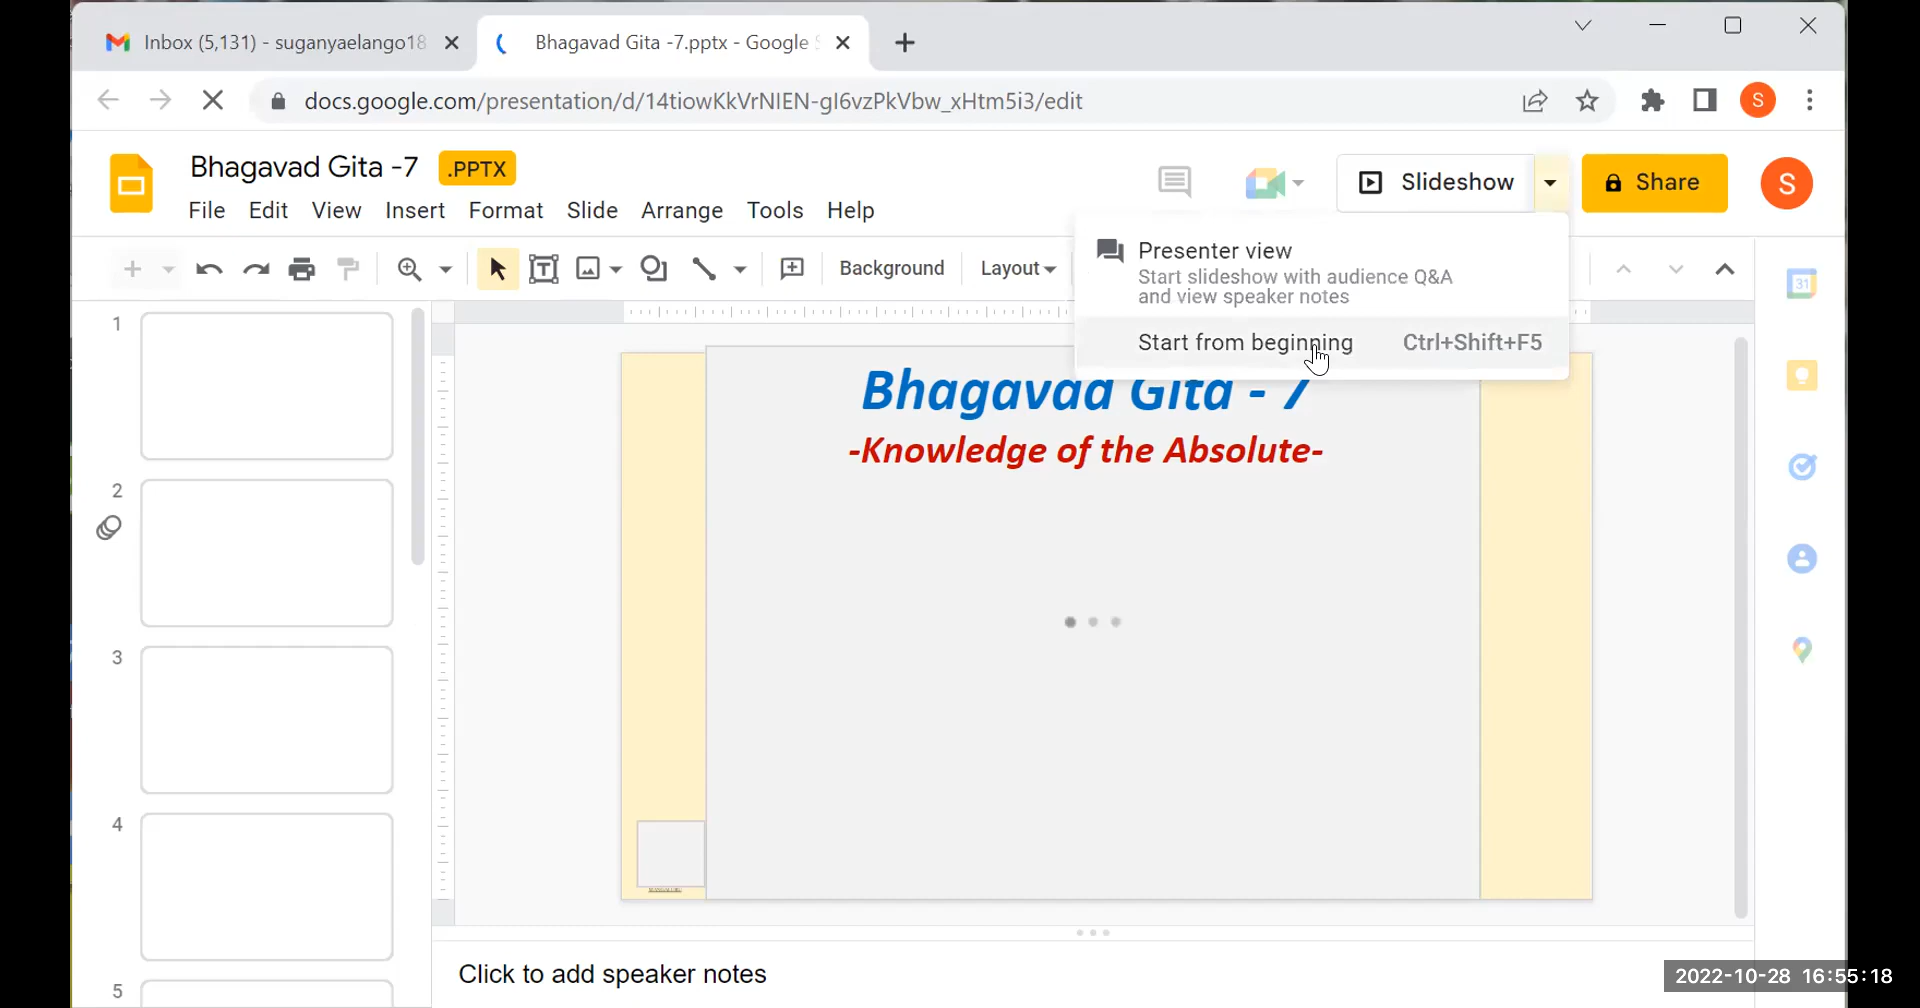 Inbox (5,131) - suganyaelango18
Bhagavad Gita -7.pptx - Google S
docs.google.com/presentation/d/14tiowKkVrNIEN-gI6vzPkVbw_xHtm5i3/edit
S
Bhagavad Gita -7 .PPTX
Slideshow
Share
S
File Edit View Insert Format Slide Arrange Tools Help
Background Layout
Presenter view
Start slideshow with audience Q&A
and view speaker notes
Start from beginning Ctrl+Shift+F5
31
1
2
3
4
5
Bhagavad Gita - 7
-Knowledge of the Absolute-
Click to add speaker notes
2022-10-28 16:55:18